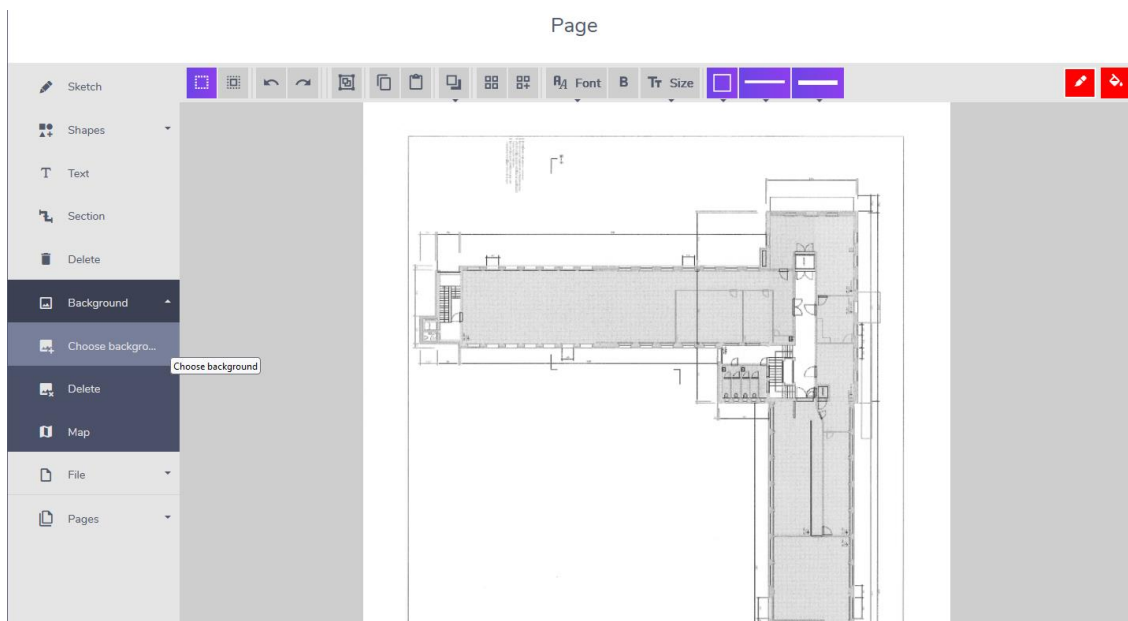 Page
Sketch
Shapes
Text
Section
Delete
Background
Choose backgro...
Choose background
Delete
Map
File
Pages
Font
B
Size